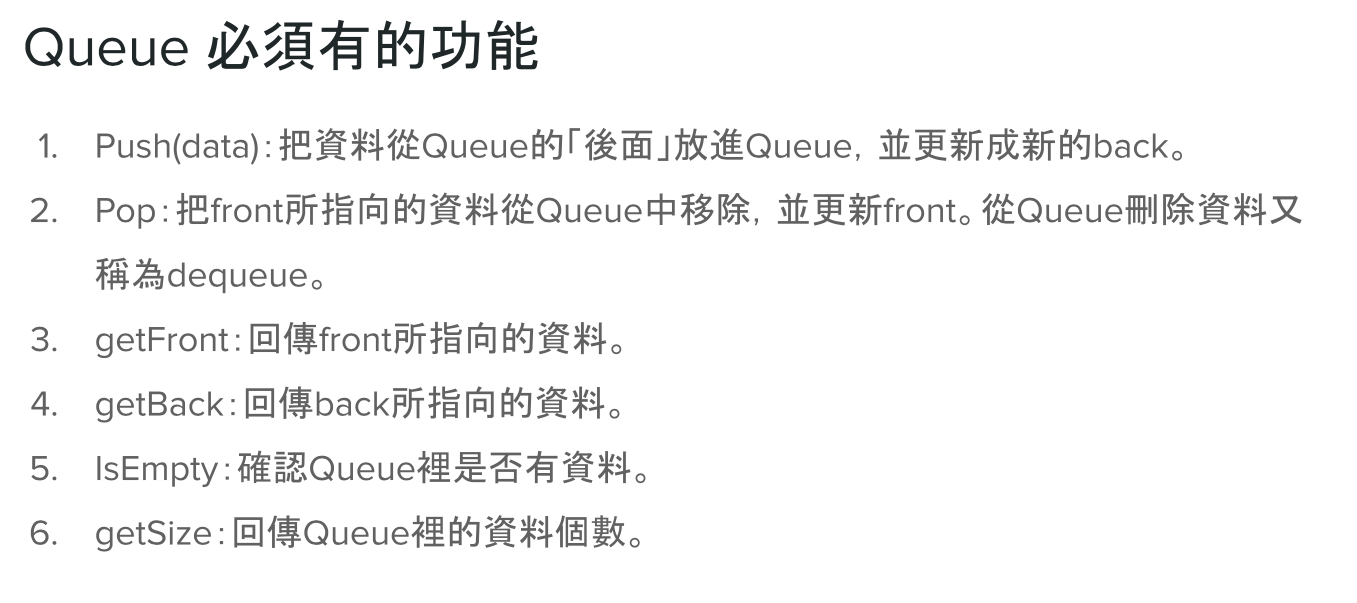 Queue 必須有的功能
1. Push(data)：把資料從Queue的「後面」放進Queue，並更新成新的back。
2. Pop：把front所指向的資料從Queue中移除，並更新front。從Queue刪除資料又
稱為dequeue。
3. getFront：回傳front所指向的資料。
4. getBack：回傳back所指向的資料。
5. IsEmpty：確認Queue裡是否有資料。
6. getSize：回傳Queue裡的資料個數。